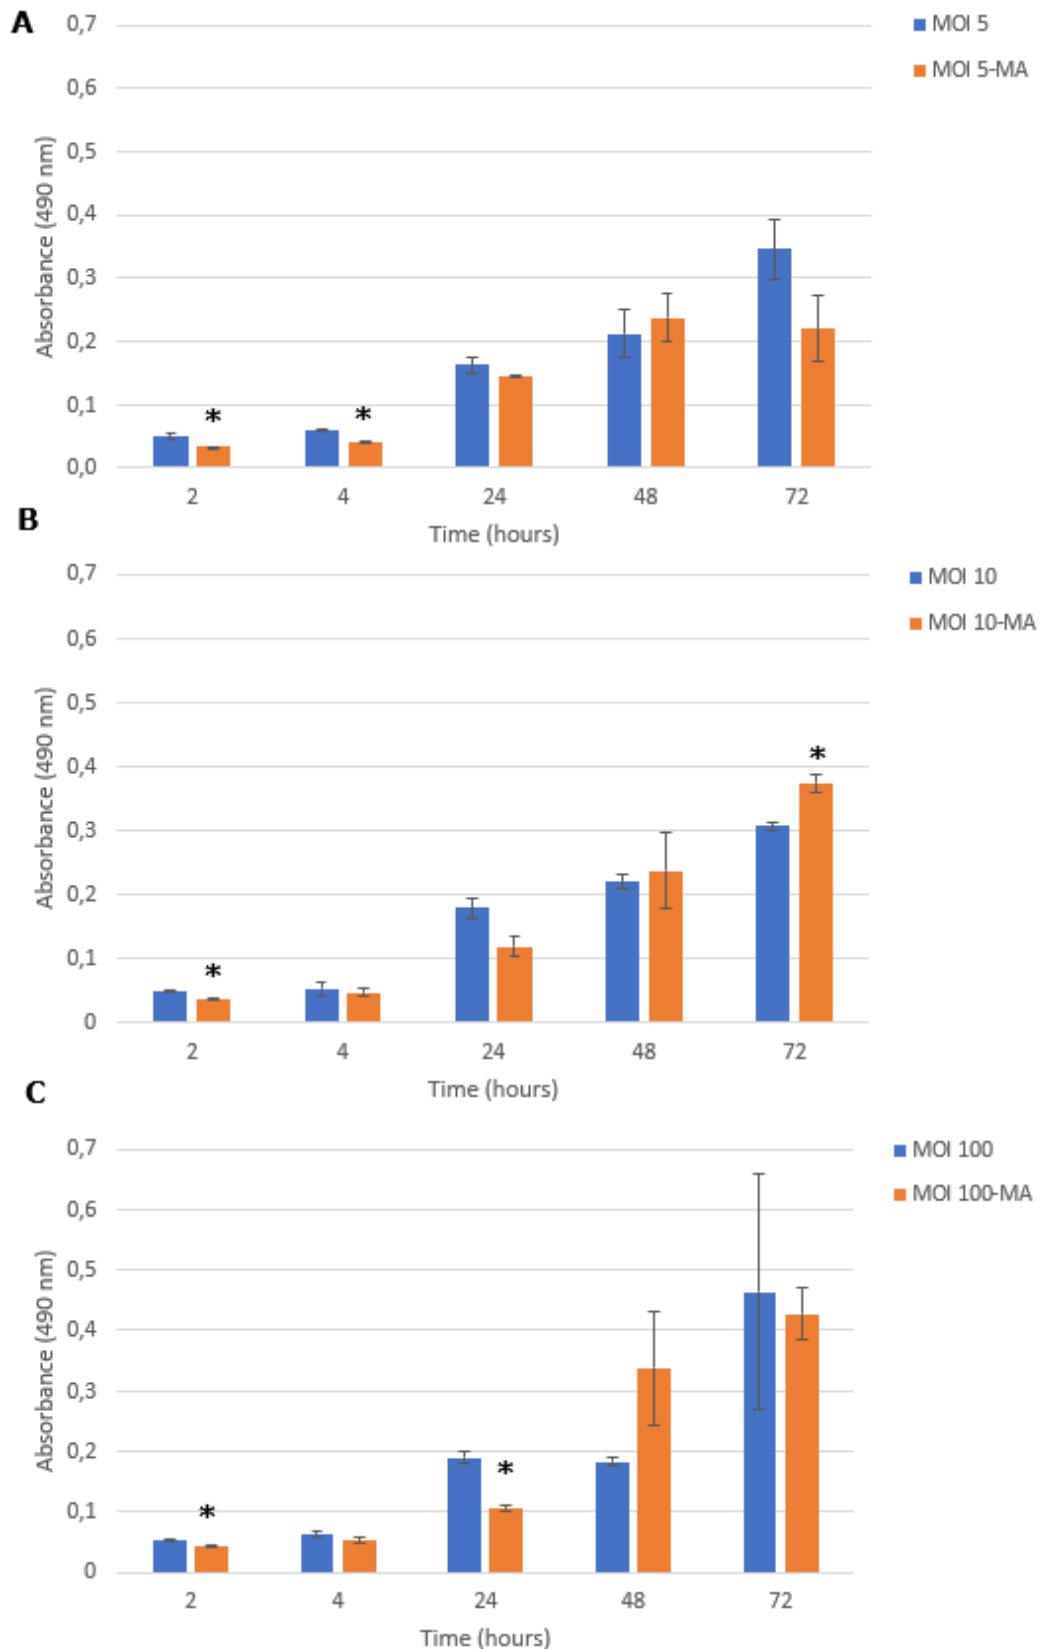 A
0,7
MOI 5
MOI 5-MA
0,6
0,5
0,4
0,3
0,2
0,1
0,0
Absorbance (490 nm)
*
*
2 4 24 48 72
Time (hours)
B
0,7
MOI 10
MOI 10-MA
0,6
0,5
0,4
0,3
0,2
0,1
0
Absorbance (490 nm)
*
*
2 4 24 48 72
Time (hours)
C
0,7
MOI 100
MOI 100-MA
0,6
0,5
0,4
0,3
0,2
0,1
0
Absorbance (490 nm)
*
*
2 4 24 48 72
Time (hours)